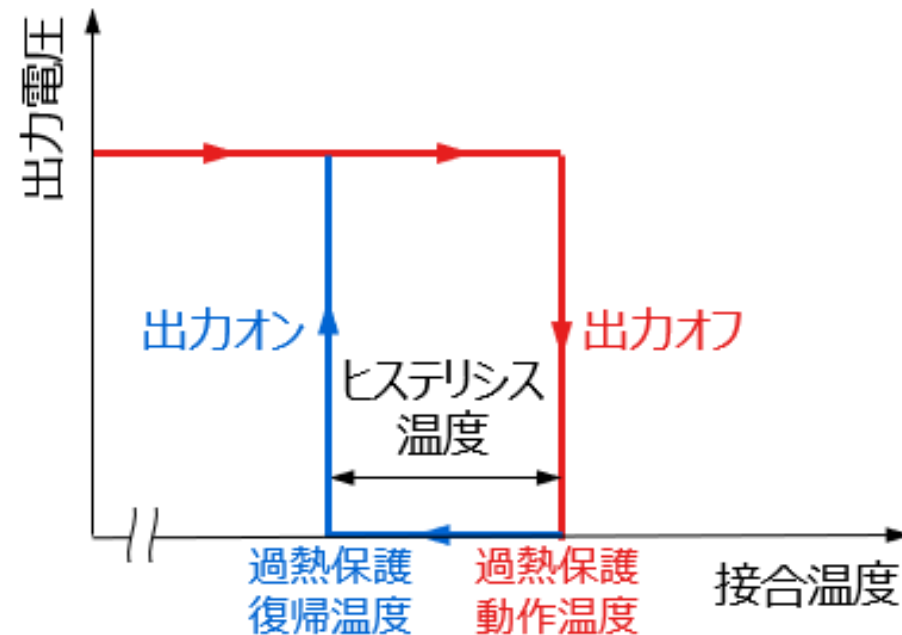 出力電圧
出力オン
出力オフ
ヒステリシス
温度
過熱保護
復帰温度
過熱保護
動作温度
接合温度